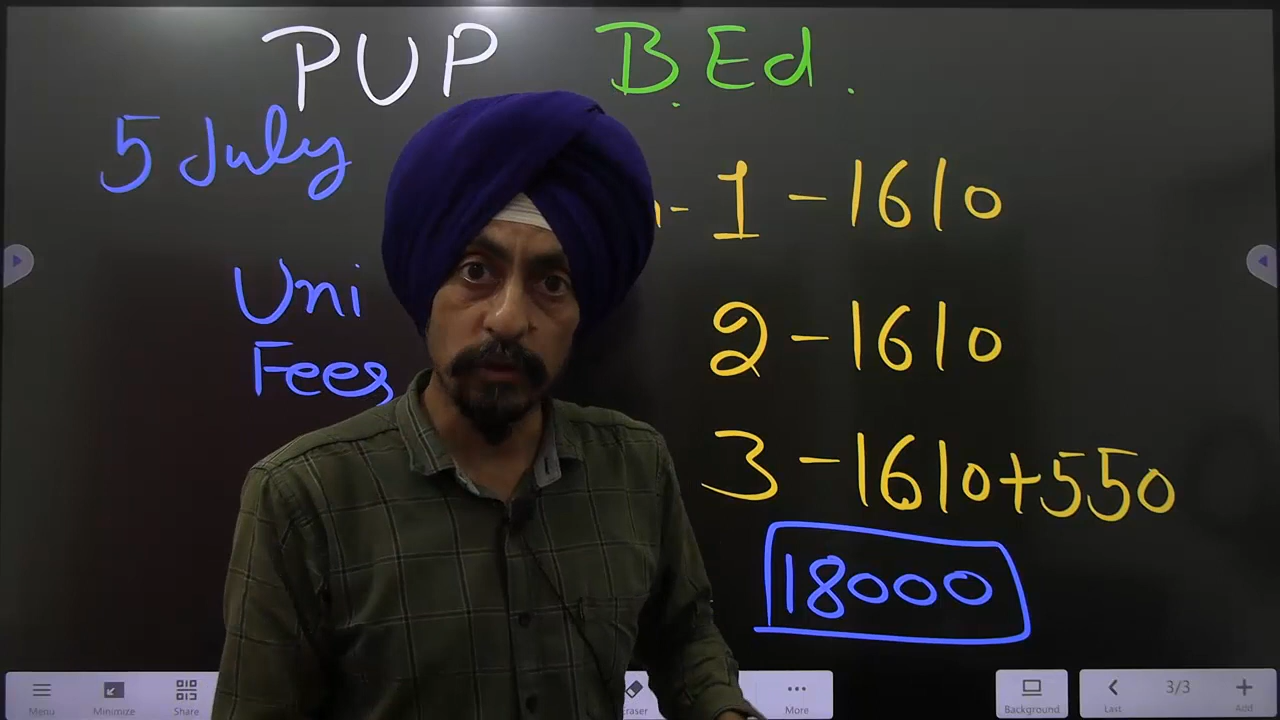 PUP B.Ed.
5 July
1 - 1610
Uni
Fees
2 - 1610
3 - 1610+550
18000
Menu
Minimize
Share
More
Background
Last
3/3
Add